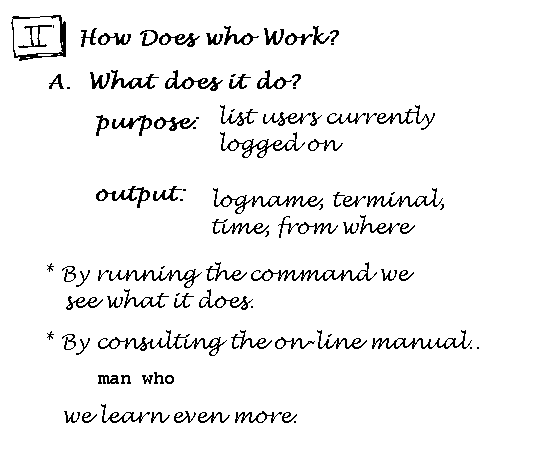 II How Does who Work?
A. What does it do?
purpose: list users currently
logged on
output: logname, terminal,
time, from where
* By running the command we
see what it does.
* By consulting the on-line manual..
man who
we learn even more.